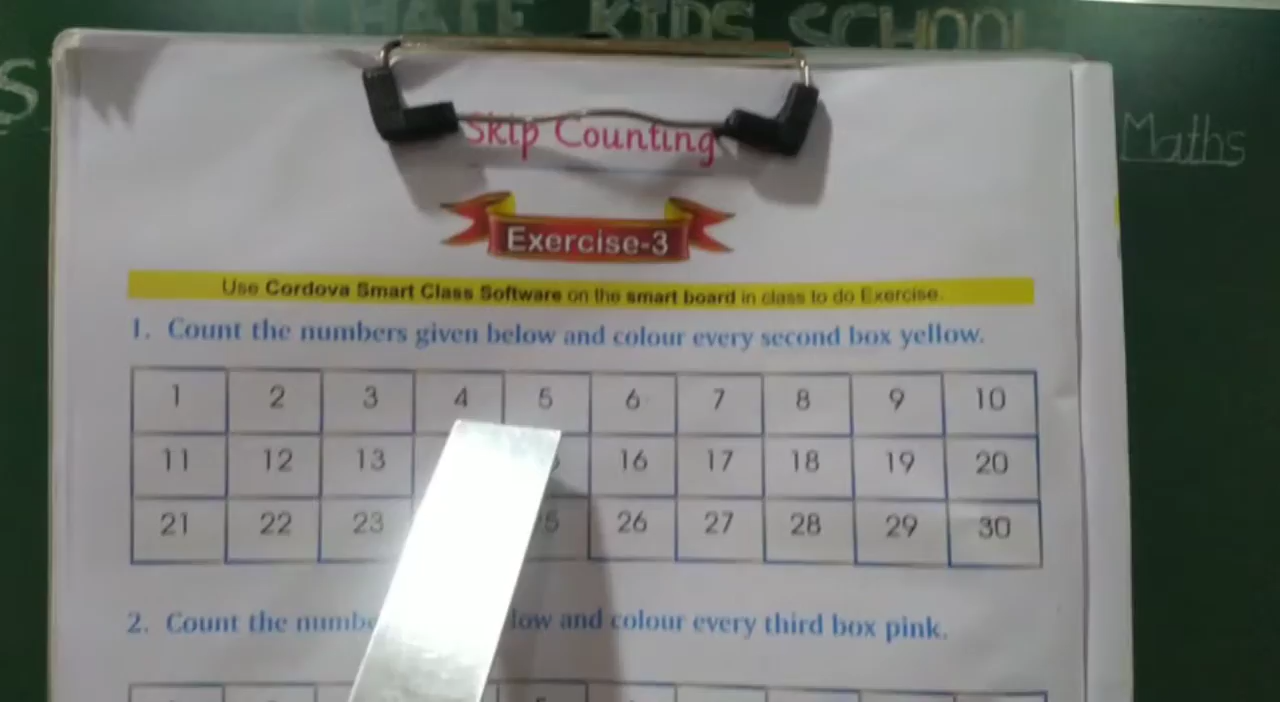 KIDS SCHOOL
Maths
Skip Counting
Exercise-3
Use Cordova Smart Class Software on the smart board in class to do Exercise.
1. Count the numbers given below and colour every second box yellow.
1 2 3 4 5 6 7 8 9 10
11 12 13 16 17 18 19 20
21 22 23 26 27 28 29 30
2. Count the and colour every third box pink.